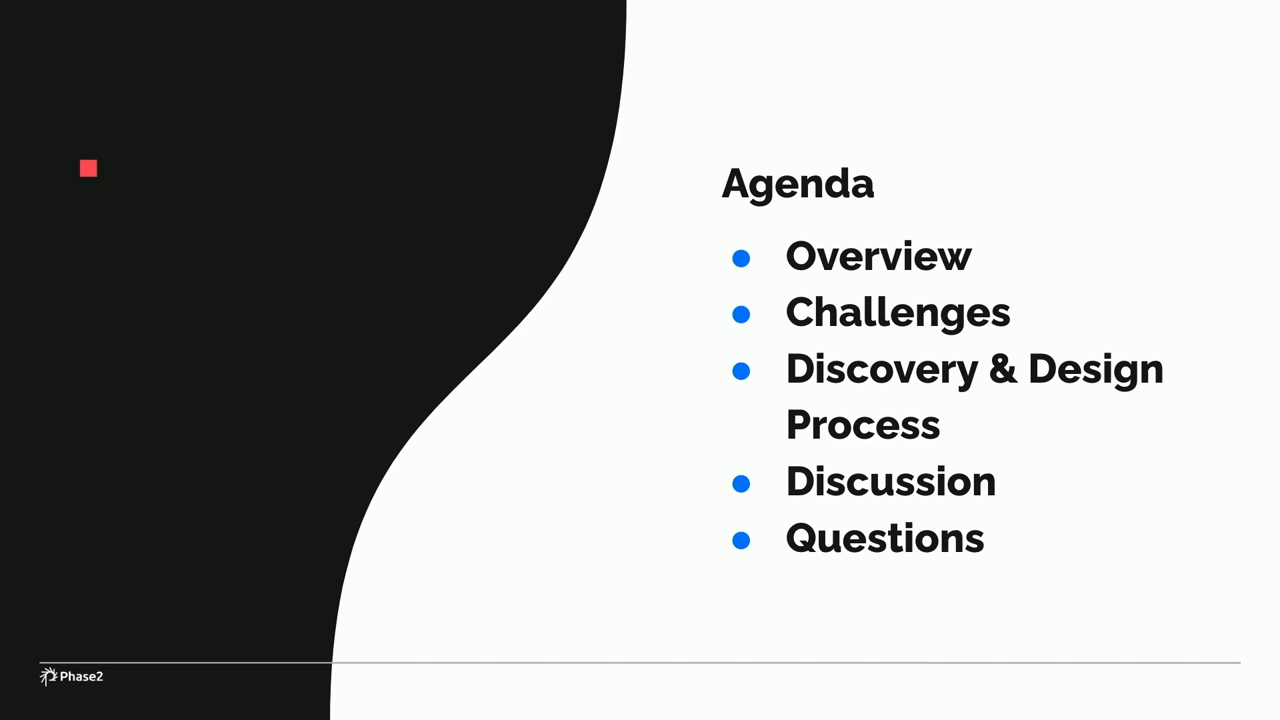 Agenda
● Overview
● Challenges
● Discovery & Design
Process
● Discussion
● Questions
Phase2